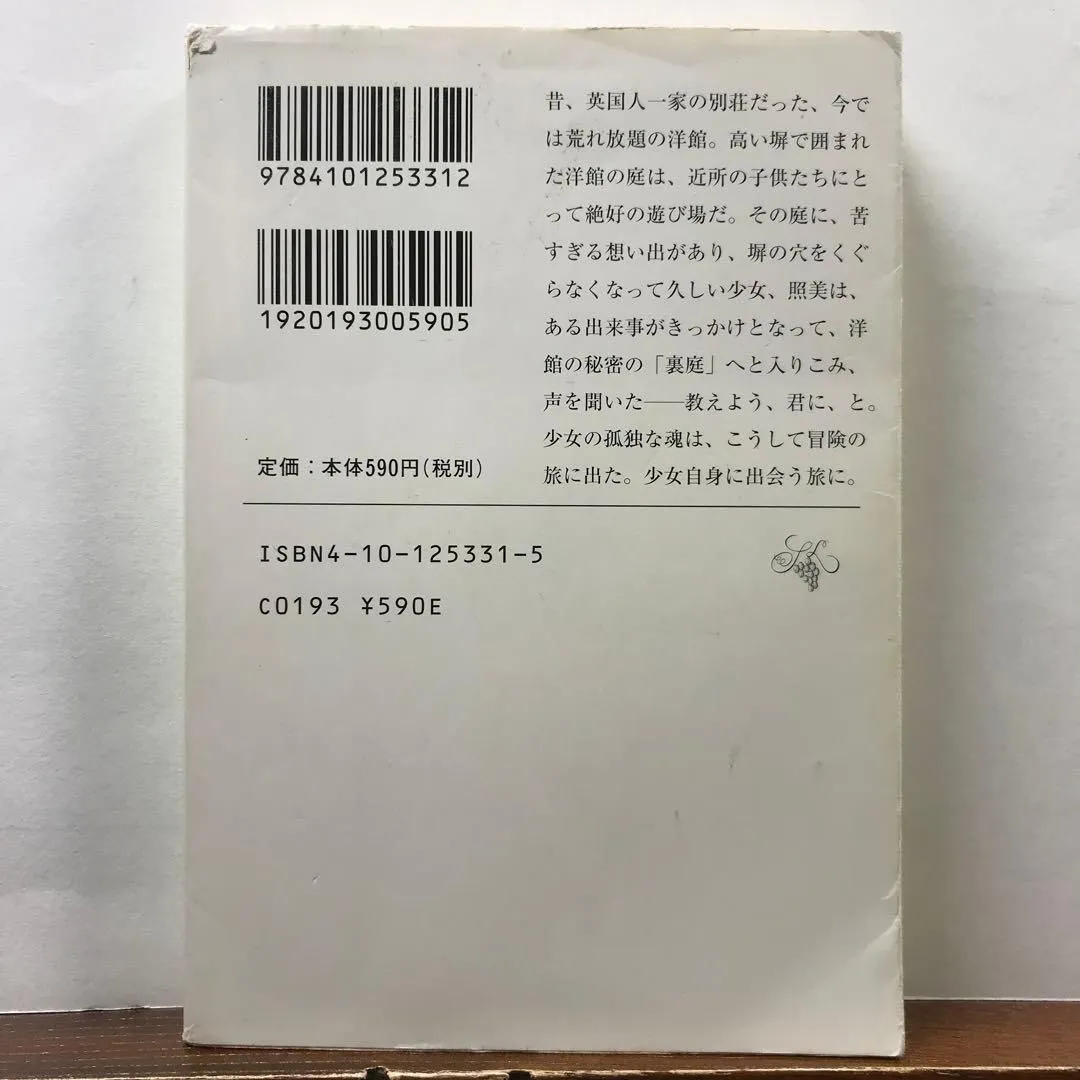 9784101253312
1920193005905
定価：本体590円（税別）
昔、英国人一家の別荘だった、今で
は荒れ放題の洋館。高い塀で囲まれ
た洋館の庭は、近所の子供たちにと
って絶好の遊び場だ。その庭に、苦
すぎる想い出があり、塀の穴をくぐ
らなくなって久しい少女、照美は、
ある出来事がきっかけとなって、洋
館の秘密の「裏庭」へと入りこみ、
声を聞いた──教えよう、君に、と。
少女の孤独な魂は、こうして冒険の
旅に出た。少女自身に出会う旅に。
ISBN4-10-125331-5
C0193 ¥590E